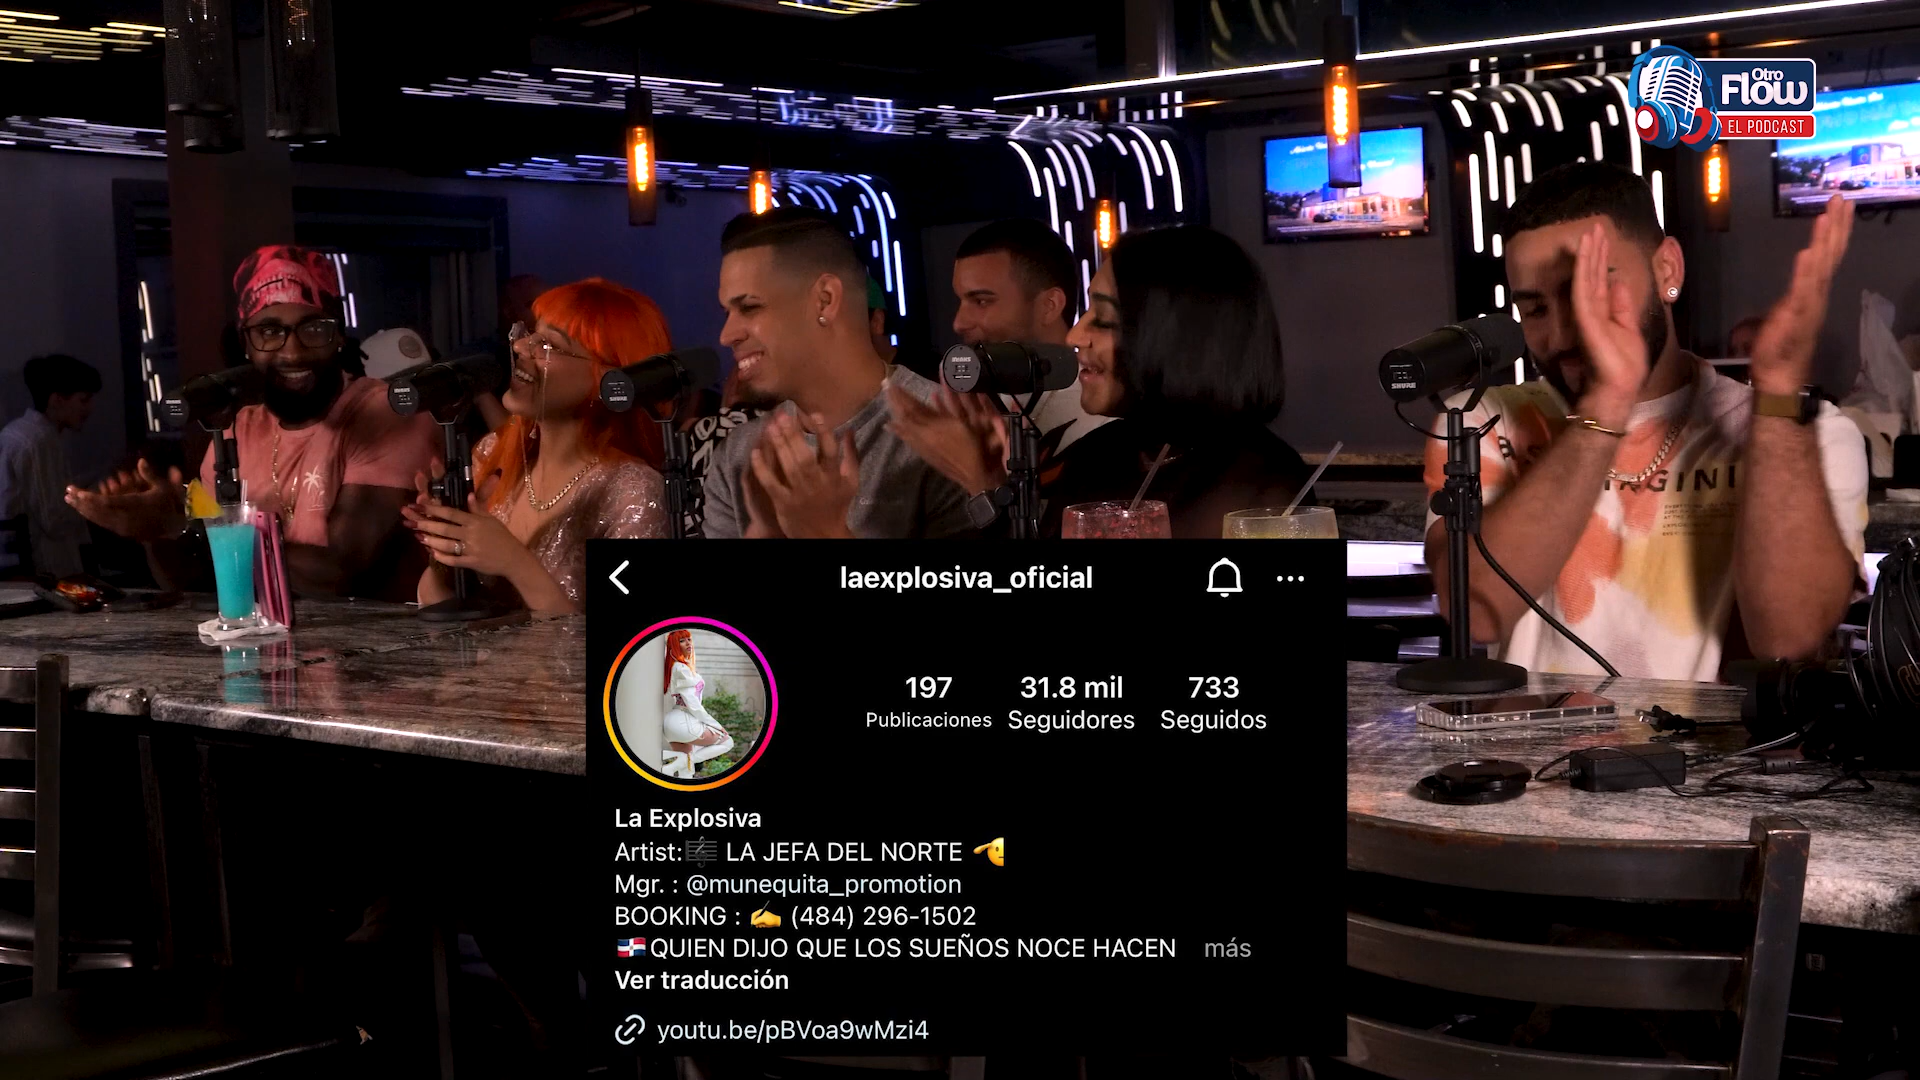 Otro
Flow
EL PODCAST
SHURE
GINI
laexplosiva_oficial
197
31.8 mil
733
Publicaciones
Seguidores
Seguidos
La Explosiva
Artist:🎼 LA JEFA DEL NORTE 🫡
Mgr. : @munequita_promotion
BOOKING : ✍️ (484) 296-1502
🇩🇴QUIEN DIJO QUE LOS SUEÑOS NOCE HACEN más
Ver traducción
youtu.be/pBVoa9wMzi4